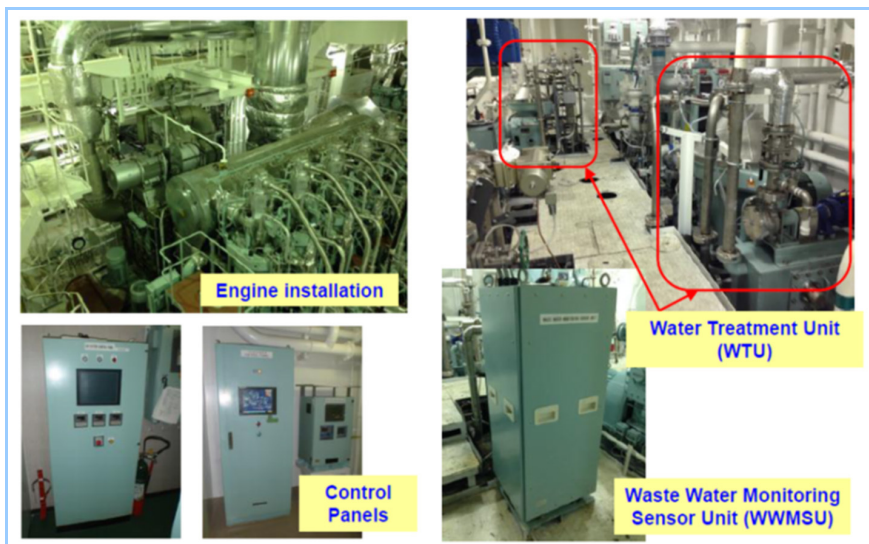 Engine installation
Water Treatment Unit
(WTU)
Control
Panels
Waste Water Monitoring
Sensor Unit (WWMSU)